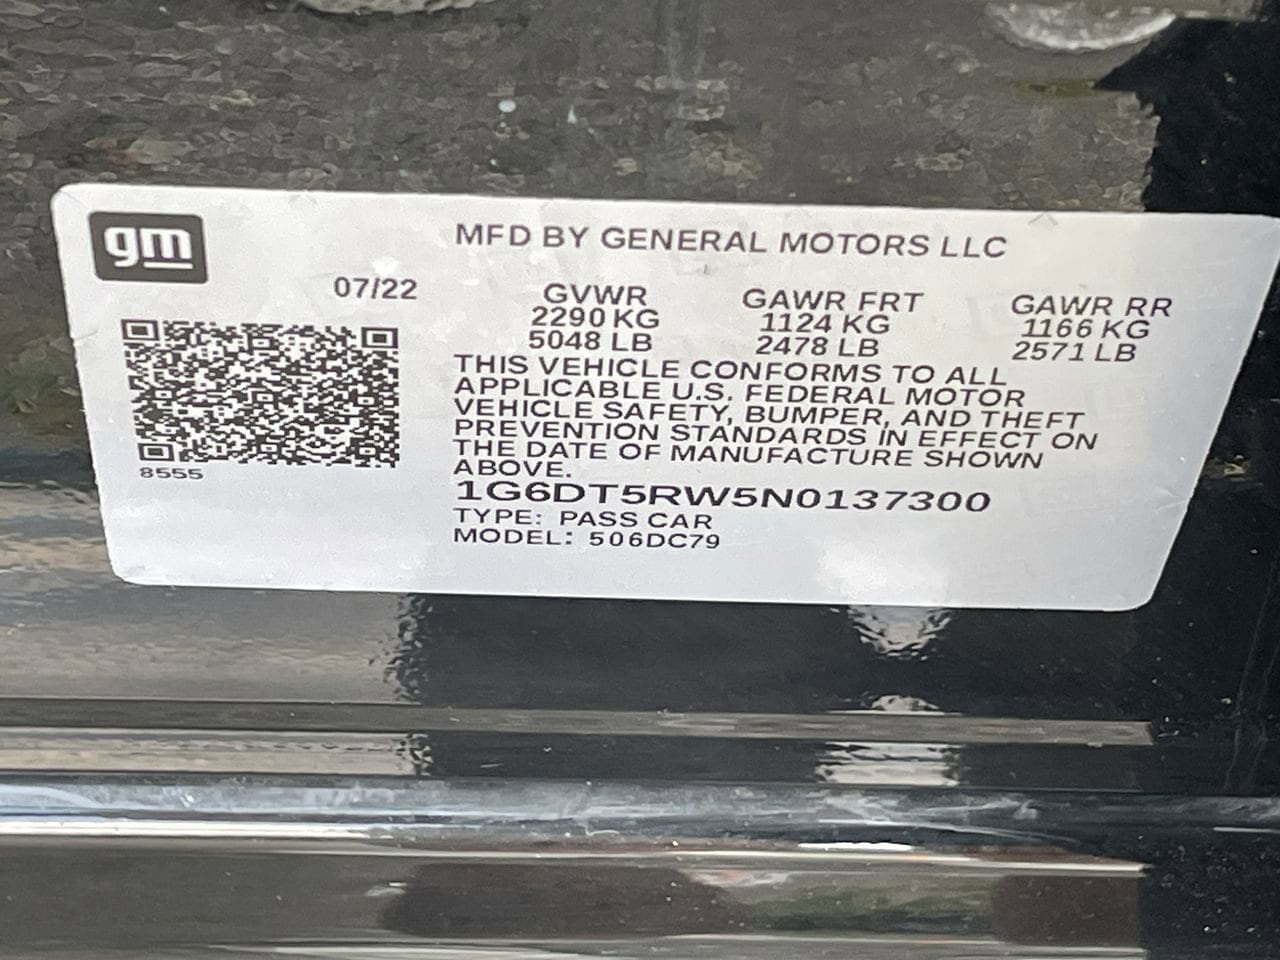 gm
MFD BY GENERAL MOTORS LLC
07/22
GVWR GAWR FRT GAWR RR
2290 KG 1124 KG 1166 KG
5048 LB 2478 LB 2571 LB
THIS VEHICLE CONFORMS TO ALL
APPLICABLE U.S. FEDERAL MOTOR
VEHICLE SAFETY, BUMPER, AND THEFT
PREVENTION STANDARDS IN EFFECT ON
THE DATE OF MANUFACTURE SHOWN
ABOVE.
8555
1G6DT5RW5N0137300
TYPE: PASS CAR
MODEL: 506DC79